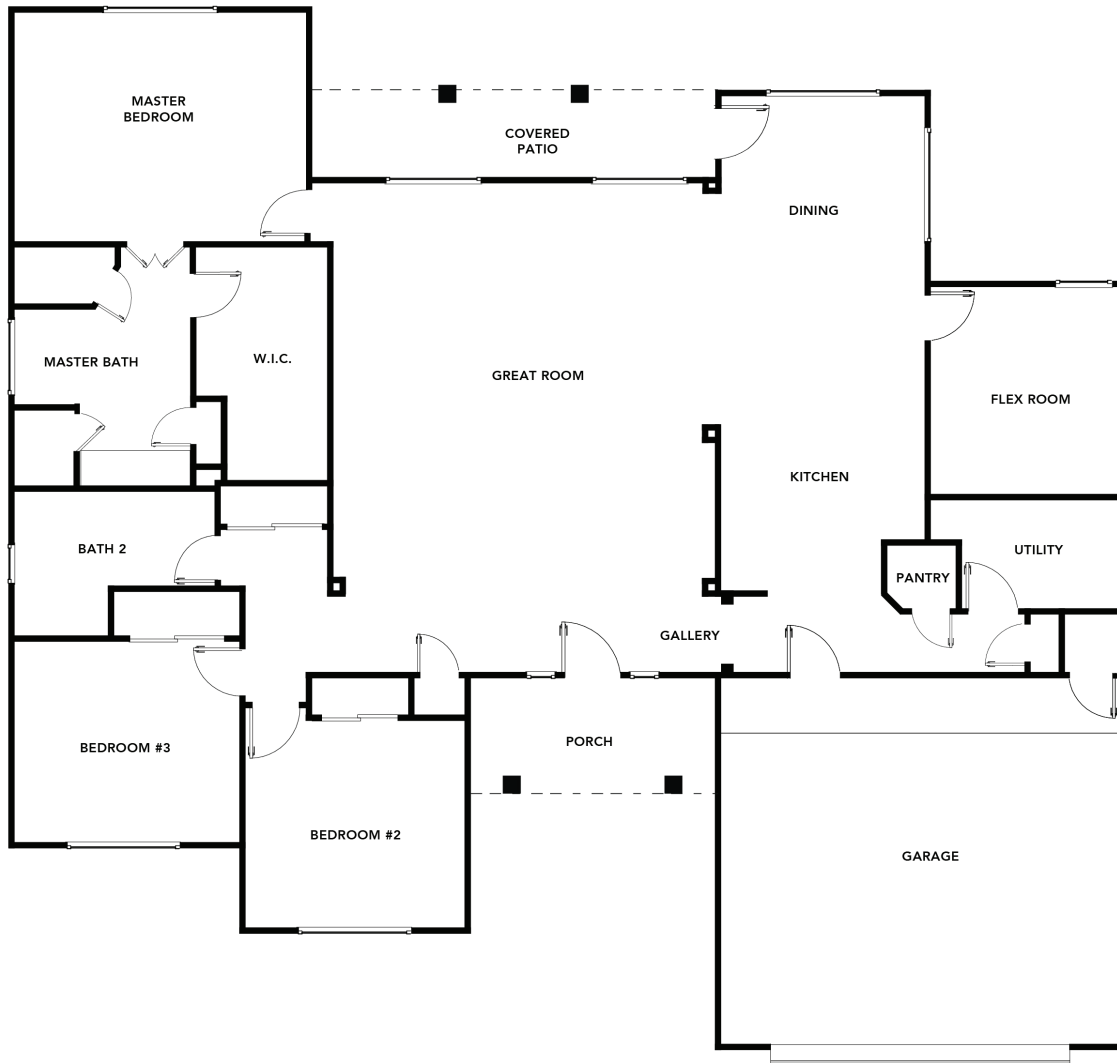 MASTER
BEDROOM
COVERED
PATIO
DINING
MASTER BATH
W.I.C.
GREAT ROOM
FLEX ROOM
KITCHEN
BATH 2
UTILITY
PANTRY
GALLERY
BEDROOM #3
PORCH
BEDROOM #2
GARAGE